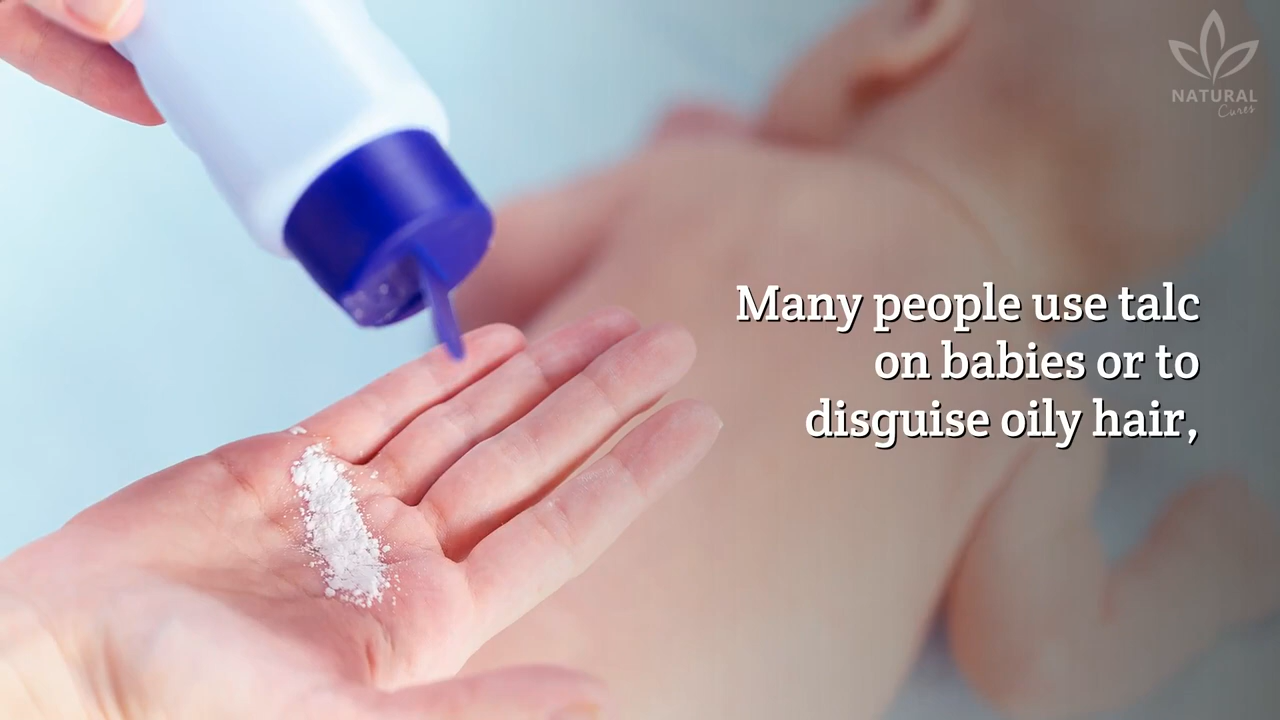 NATURAL
Cures
Many people use talc
on babies or to
disguise oily hair,